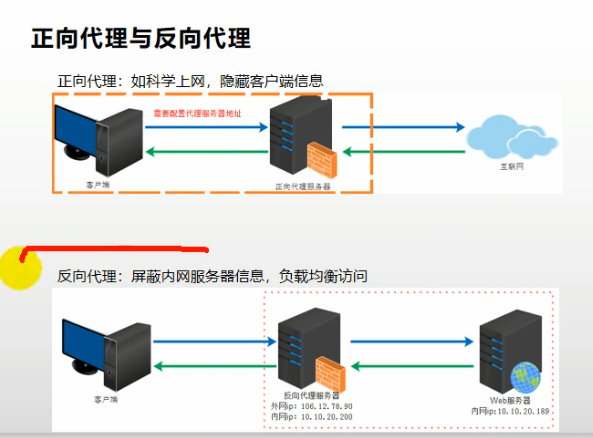 正向代理与反向代理
正向代理：如科学上网，隐藏客户端信息
需要配置代理服务器地址
客户端
正向代理服务器
互联网
反向代理：屏蔽内网服务器信息，负载均衡访问
客户端
反向代理服务器
外网ip：106.12.78.90
内网ip：10.10.20.200
Web服务器
内网ip:10.10.20.189